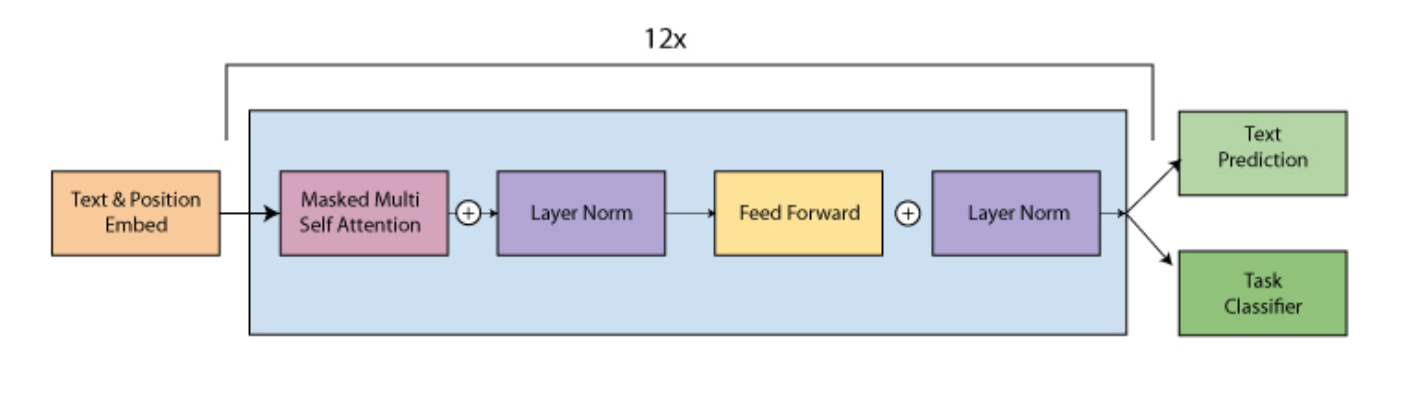 12x
Text & Position
Embed
Masked Multi
Self Attention
+
Layer Norm
Feed Forward
+
Layer Norm
Text
Prediction
Task
Classifier